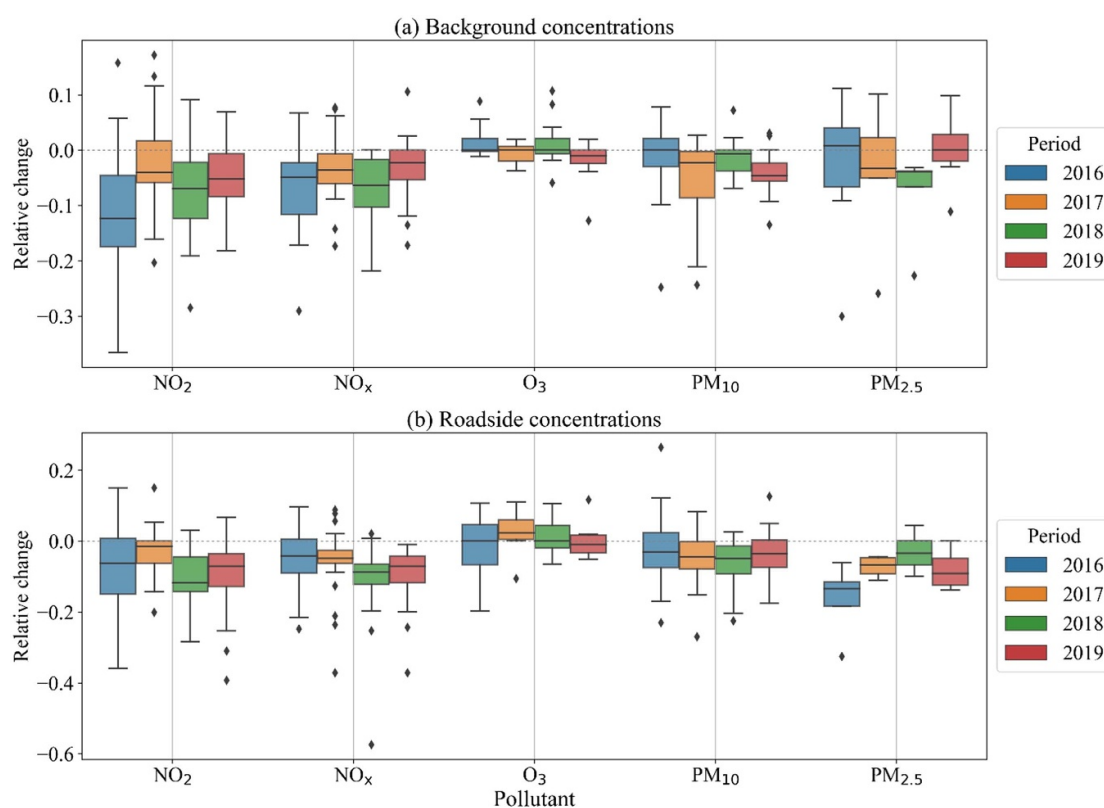 (a) Background concentrations
Relative change
0.1
0.0
−0.1
−0.2
−0.3
NO₂
NOₓ
O₃
PM₁₀
PM₂.₅
Period
2016
2017
2018
2019
(b) Roadside concentrations
Relative change
0.2
0.0
−0.2
−0.4
−0.6
NO₂
NOₓ
O₃
PM₁₀
PM₂.₅
Pollutant
Period
2016
2017
2018
2019